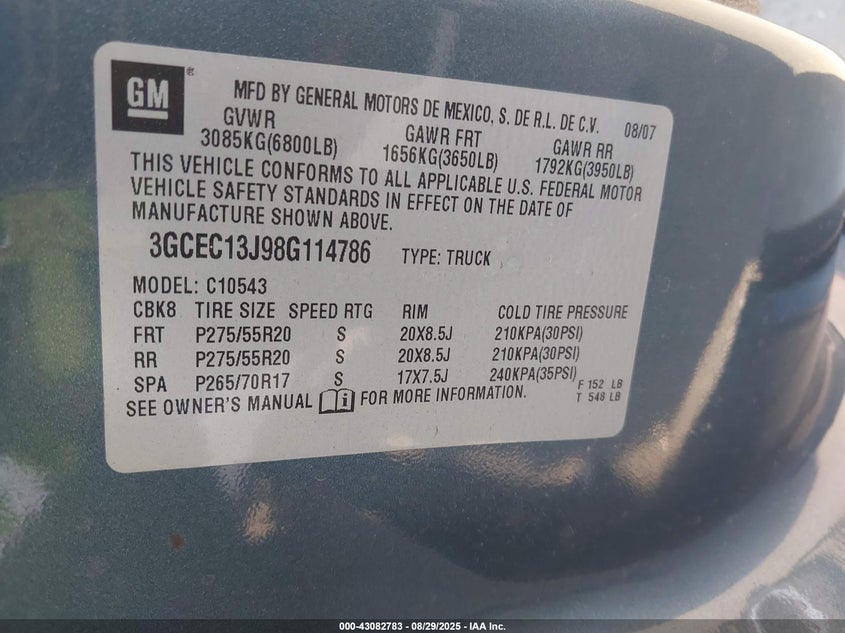 GM ®
MFD BY GENERAL MOTORS DE MEXICO, S. DE R.L. DE C.V. 08/07
GVWR GAWR FRT GAWR RR
3085KG(6800LB) 1656KG(3650LB) 1792KG(3950LB)
THIS VEHICLE CONFORMS TO ALL APPLICABLE U.S. FEDERAL MOTOR
VEHICLE SAFETY STANDARDS IN EFFECT ON THE DATE OF
MANUFACTURE SHOWN ABOVE.
3GCEC13J98G114786 TYPE: TRUCK
MODEL: C10543
CBK8 TIRE SIZE SPEED RTG RIM COLD TIRE PRESSURE
FRT P275/55R20 S 20X8.5J 210KPA(30PSI)
RR P275/55R20 S 20X8.5J 210KPA(30PSI)
SPA P265/70R17 S 17X7.5J 240KPA(35PSI)
F 152 LB
SEE OWNER'S MANUAL FOR MORE INFORMATION.
T 548 LB
000-43082783 - 08/29/2025 - IAA Inc.